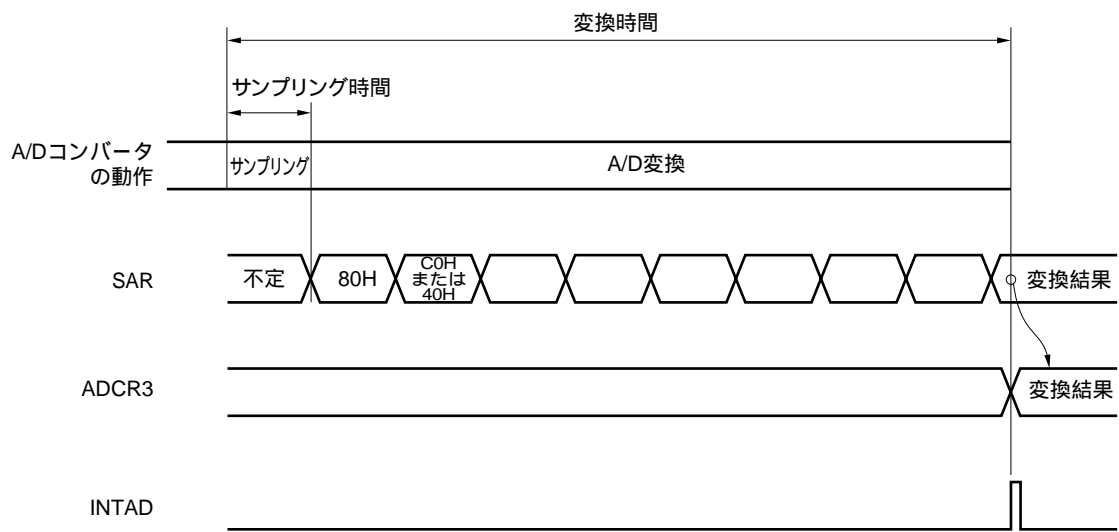 変換時間
サンプリング時間
A/Dコンバータ
の動作
サンプリング
A/D変換
SAR
不定
80H
C0H
または
40H
変換結果
ADCR3
変換結果
INTAD